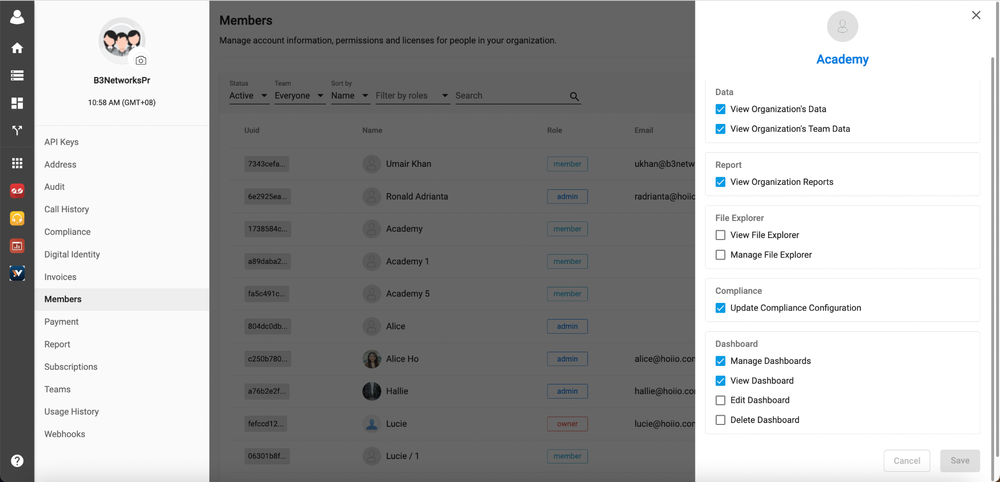 B3NetworksPr
10:58 AM (GMT+08)
API Keys
Address
Audit
Call History
Compliance
Digital Identity
Invoices
Members
Payment
Report
Subscriptions
Teams
Usage History
Webhooks
?
Members
Manage account information, permissions and licenses for people in your organization.
Status Team Sort by
Active Everyone Name Filter by roles Search
Uuid Name Role Email
7343cefa... Umair Khan member ukhan@b3netw
6e2925ea... Ronald Adrianta admin radrianta@hoiio
1738584c... Academy member
a89daba2... Academy 1 member
fa5c491c... Academy 5 member
804dc0db... Alice admin
c250b780... Alice Ho admin alice@hoiio.cor
a76b2e2f... Hallie admin hallie@hoiio.co
fefccd12... Lucie owner lucie@hoiio.cor
06301b8f... Lucie / 1 member
Academy
Data
View Organization's Data
View Organization's Team Data
Report
View Organization Reports
File Explorer
View File Explorer
Manage File Explorer
Compliance
Update Compliance Configuration
Dashboard
Manage Dashboards
View Dashboard
Edit Dashboard
Delete Dashboard
Cancel Save